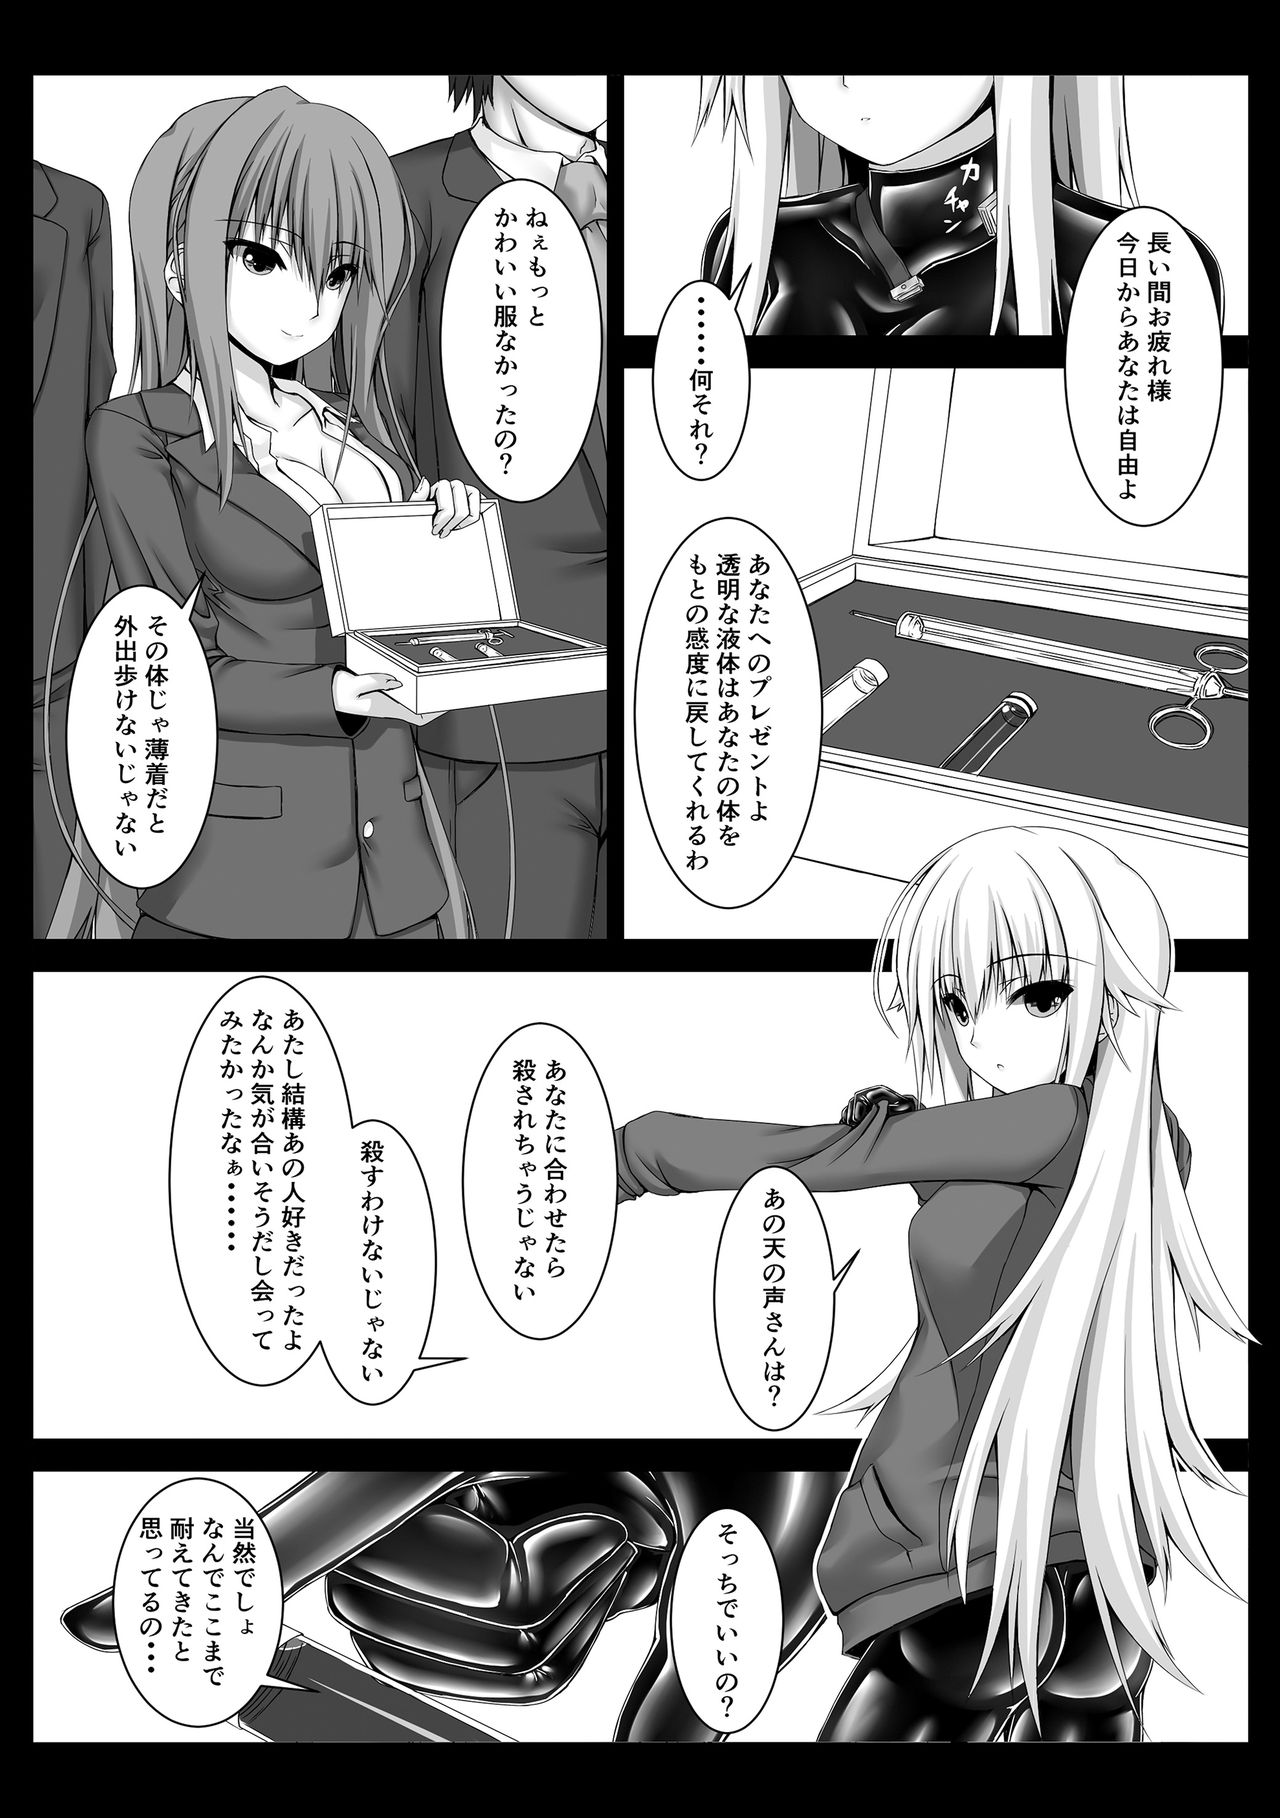 カチャン
長い間お疲れ様
今日からあなたは自由よ
・・・・・・何それ？
あなたへのプレゼントよ
透明な液体はあなたの体を
もとの感度に戻してくれるわ
ねぇもっと
かわいい服なかったの？
その体じゃ薄着だと
外出歩けないじゃない
あの天の声さんは？
あなたに合わせたら
殺されちゃうじゃない
殺すわけないじゃない
あたし結構あの人好きだったよ
なんか気が合いそうだし会って
みたかったなぁ・・・・・
そっちでいいの？
当然でしょ
なんでここまで
耐えてきたと
思ってるの・・・